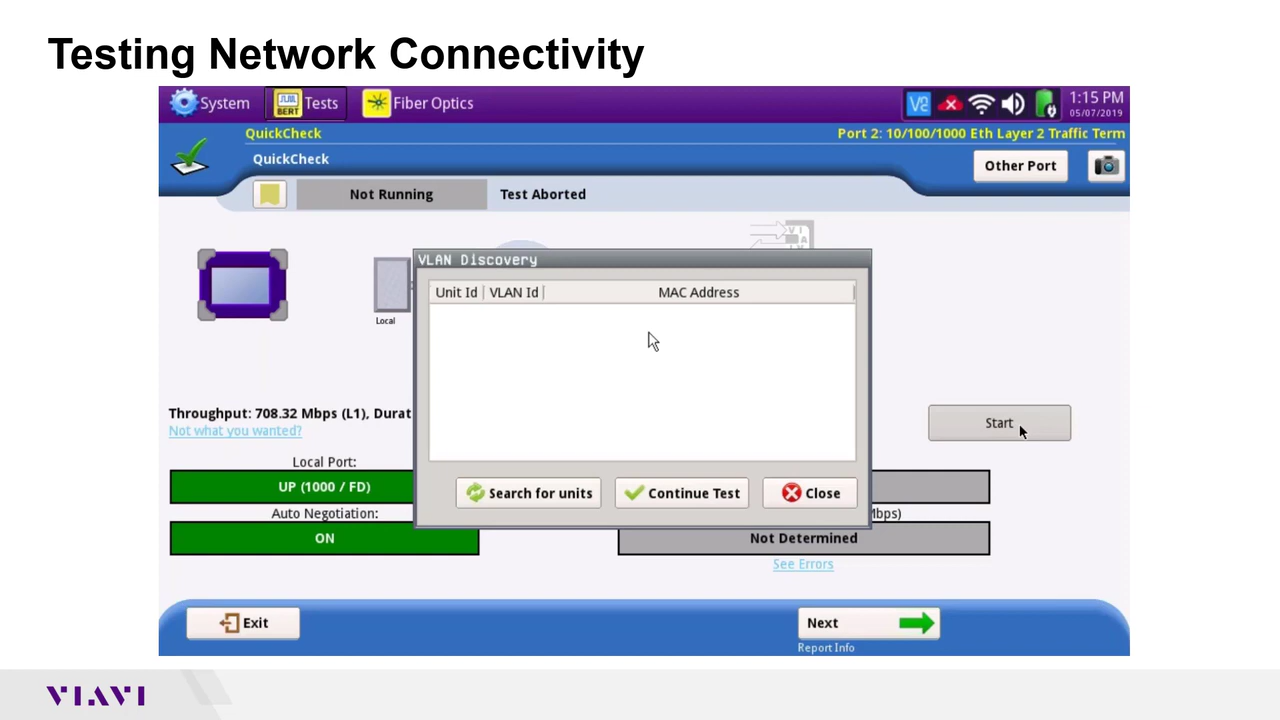 Testing Network Connectivity
System
BERT
Tests
Fiber Optics
1:15 PM
05/07/2019
QuickCheck
Port 2: 10/100/1000 Eth Layer 2 Traffic Term
QuickCheck
Other Port
Not Running
Test Aborted
VLAN Discovery
Unit Id
VLAN Id
MAC Address
Local
Throughput: 708.32 Mbps (L1), Durat
Not what you wanted?
Start
Local Port:
UP (1000 / FD)
Search for units
Continue Test
Close
Auto Negotiation:
Mbps)
ON
Not Determined
See Errors
Exit
Next
Report Info
VIAVI